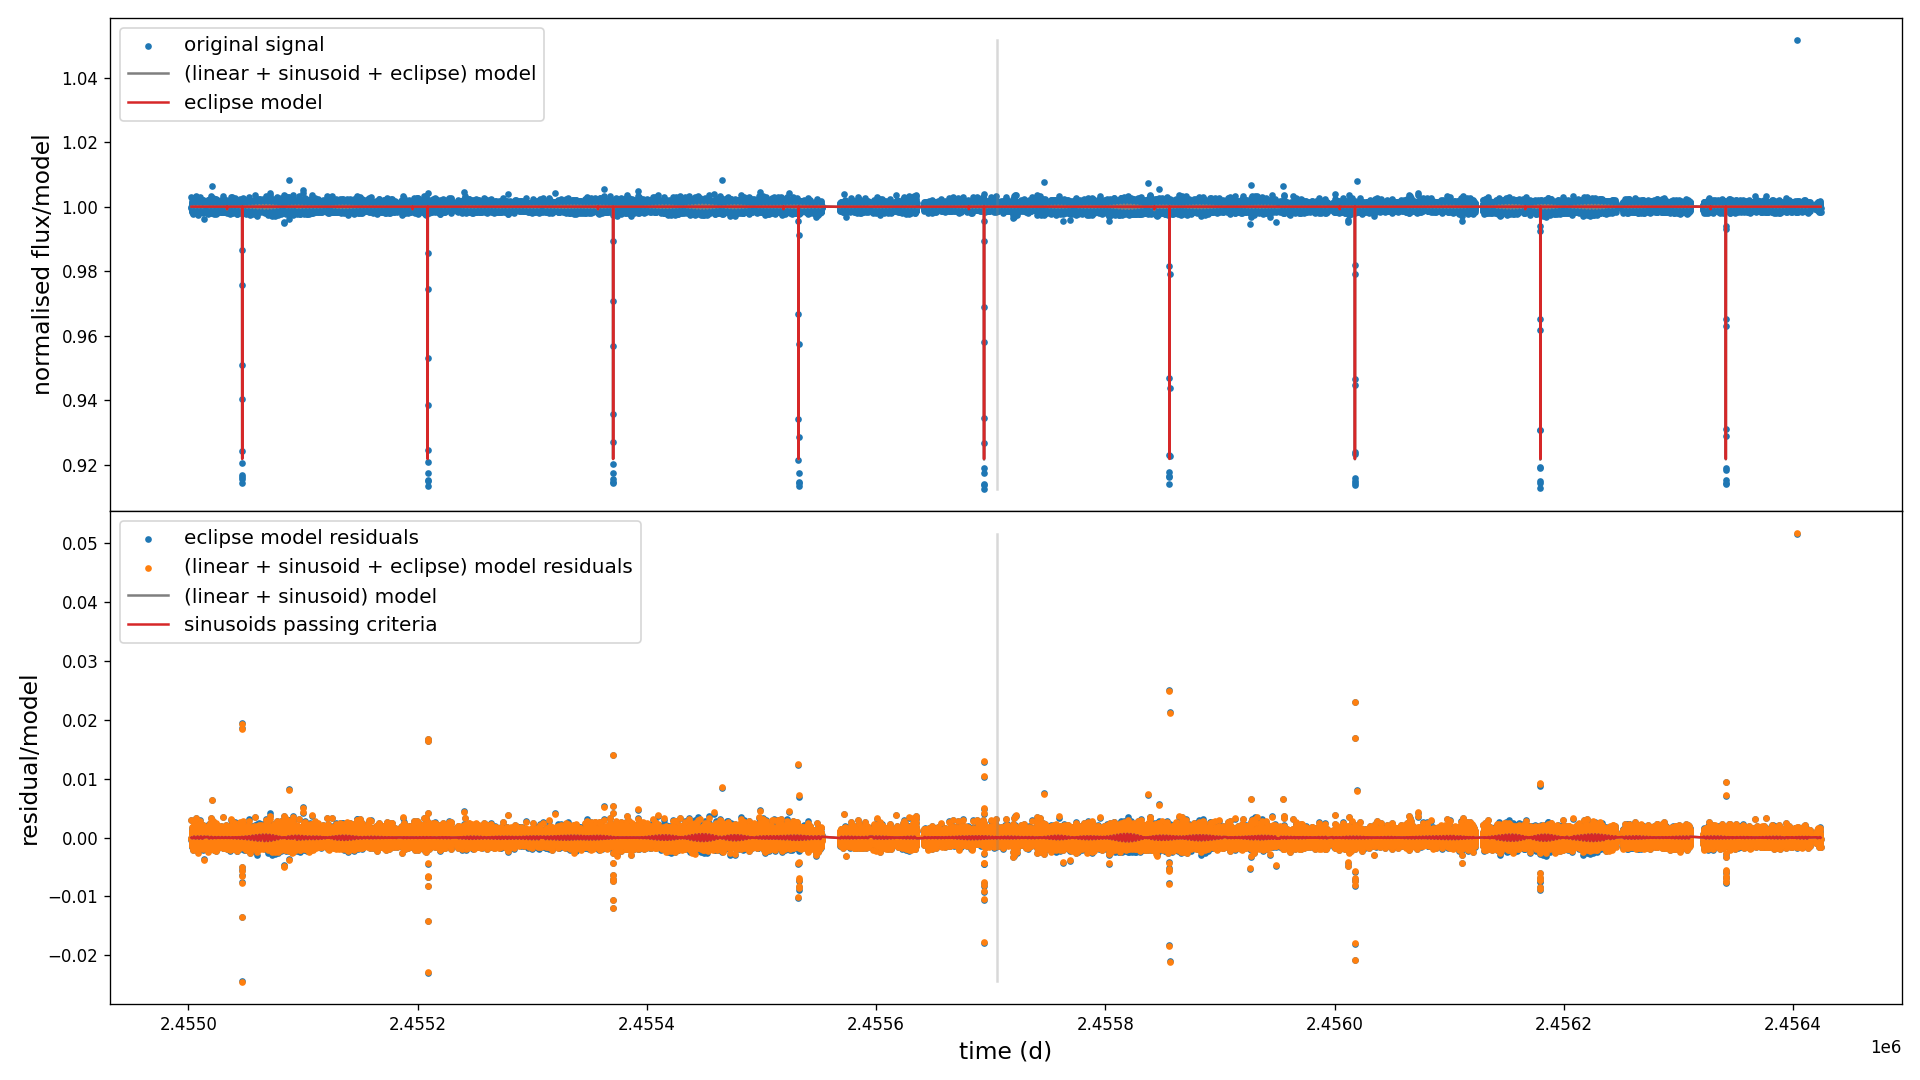 original signal
(linear + sinusoid + eclipse) model
eclipse model
normalised flux/model
1.04
1.02
1.00
0.98
0.96
0.94
0.92
eclipse model residuals
(linear + sinusoid + eclipse) model residuals
(linear + sinusoid) model
sinusoids passing criteria
residual/model
0.05
0.04
0.03
0.02
0.01
0.00
−0.01
−0.02
2.4550 2.4552 2.4554 2.4556 2.4558 2.4560 2.4562 2.4564
time (d)
1e6